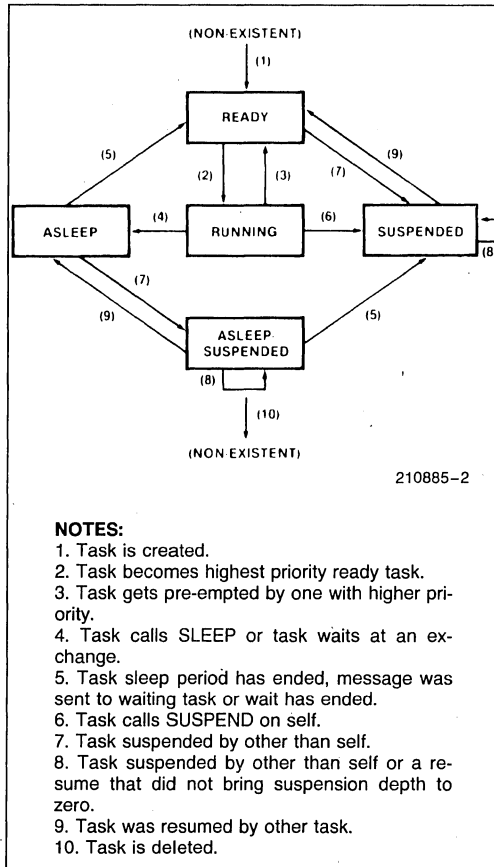 (NON-EXISTENT)
(1)
READY
(5)
(2)
(3)
(7)
(9)
ASLEEP
(4)
RUNNING
(6)
SUSPENDED
(8
(7)
(9)
ASLEEP-
SUSPENDED
(5)
(8)
(10)
(NON-EXISTENT)
210885–2
NOTES:
1. Task is created.
2. Task becomes highest priority ready task.
3. Task gets pre-empted by one with higher pri-
ority.
4. Task calls SLEEP or task waits at an ex-
change.
5. Task sleep period has ended, message was
sent to waiting task or wait has ended.
6. Task calls SUSPEND on self.
7. Task suspended by other than self.
8. Task suspended by other than self or a re-
sume that did not bring suspension depth to
zero.
9. Task was resumed by other task.
10. Task is deleted.